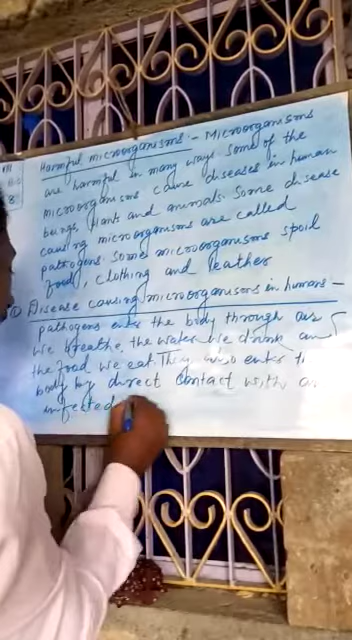 Harmful microorganisms :- Microorganisms
are harmful in many ways. Some of the
microorganisms cause diseases in human
beings, plants and animals. Some disease
causing microorganisms are called
pathogens. Some microorganisms spoil
food, clothing and leather
Disease causing microorganisms in humans -
pathogens enter the body through air
we breathe, the water we drink an
the food we eat. They also enter t
body by direct contact with a
infected